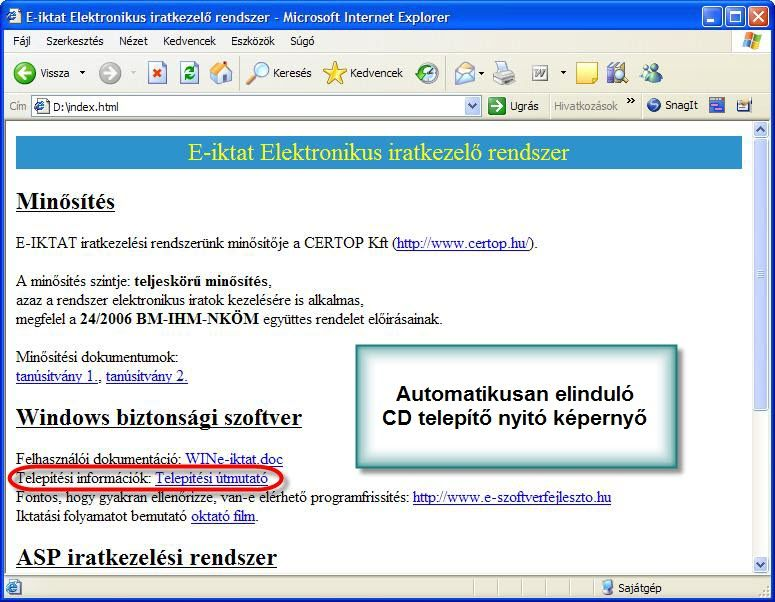 E-iktat Elektronikus iratkezelő rendszer - Microsoft Internet Explorer
Fájl Szerkesztés Nézet Kedvencek Eszközök Súgó
Vissza Keresés Kedvencek
Cím D:\index.html Ugrás Hivatkozások » SnagIt
E-iktat Elektronikus iratkezelő rendszer
Minősítés
E-IKTAT iratkezelési rendszerünk minősítője a CERTOP Kft (http://www.certop.hu/).
A minősítés szintje: teljeskörű minősítés,
azaz a rendszer elektronikus iratok kezelésére is alkalmas,
megfelel a 24/2006 BM-IHM-NKÖM együttes rendelet előirásainak.
Minősitési dokumentumok:
tanúsítvány 1., tanúsítvány 2.
Automatikusan elinduló
CD telepítő nyitó képernyő
Windows biztonsági szoftver
Felhasználói dokumentáció: WINe-iktat.doc
Telepitési információk: Telepitési útmutató
Fontos, hogy gyakran ellenőrizze, van-e elérhető programfrissités: http://www.e-szoftverfejleszto.hu
Iktatási folyamatot bemutató oktató film.
ASP iratkezelési rendszer
Sajátgép